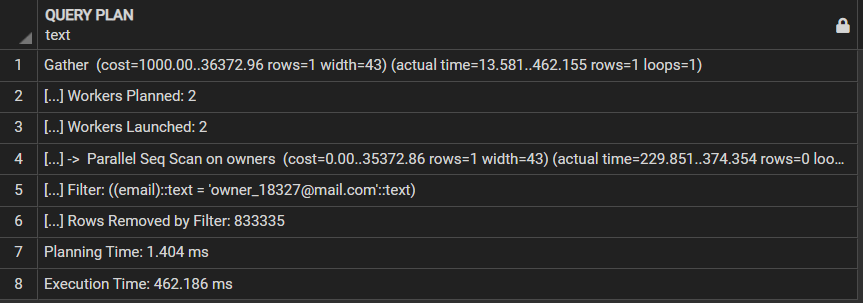 QUERY PLAN
text
1 Gather (cost=1000.00..36372.96 rows=1 width=43) (actual time=13.581..462.155 rows=1 loops=1)
2 [...] Workers Planned: 2
3 [...] Workers Launched: 2
4 [...] -> Parallel Seq Scan on owners (cost=0.00..35372.86 rows=1 width=43) (actual time=229.851..374.354 rows=0 loo...
5 [...] Filter: ((email)::text = 'owner_18327@mail.com'::text)
6 [...] Rows Removed by Filter: 833335
7 Planning Time: 1.404 ms
8 Execution Time: 462.186 ms